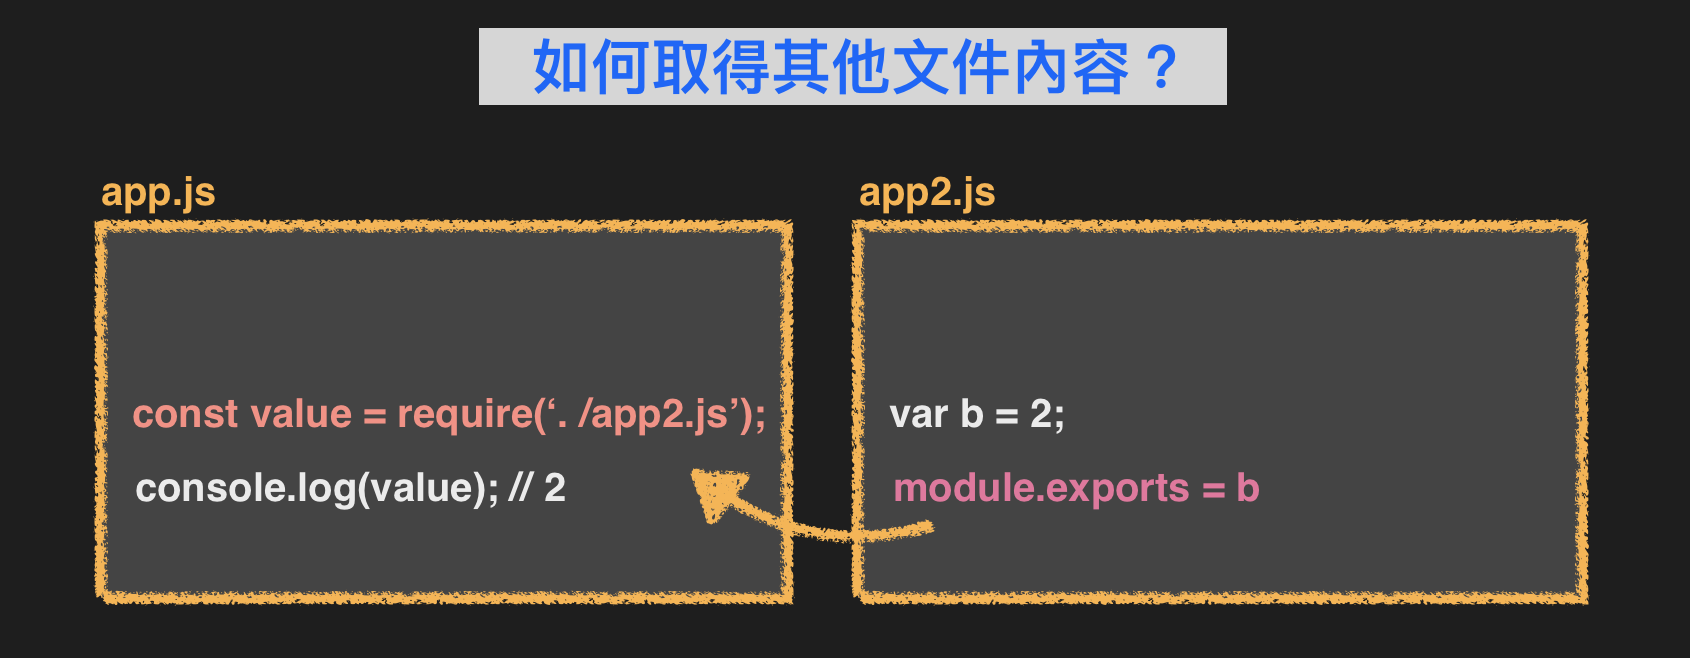 如何取得其他文件內容？
app.js
const value = require(‘. /app2.js’);
console.log(value); // 2
app2.js
var b = 2;
module.exports = b